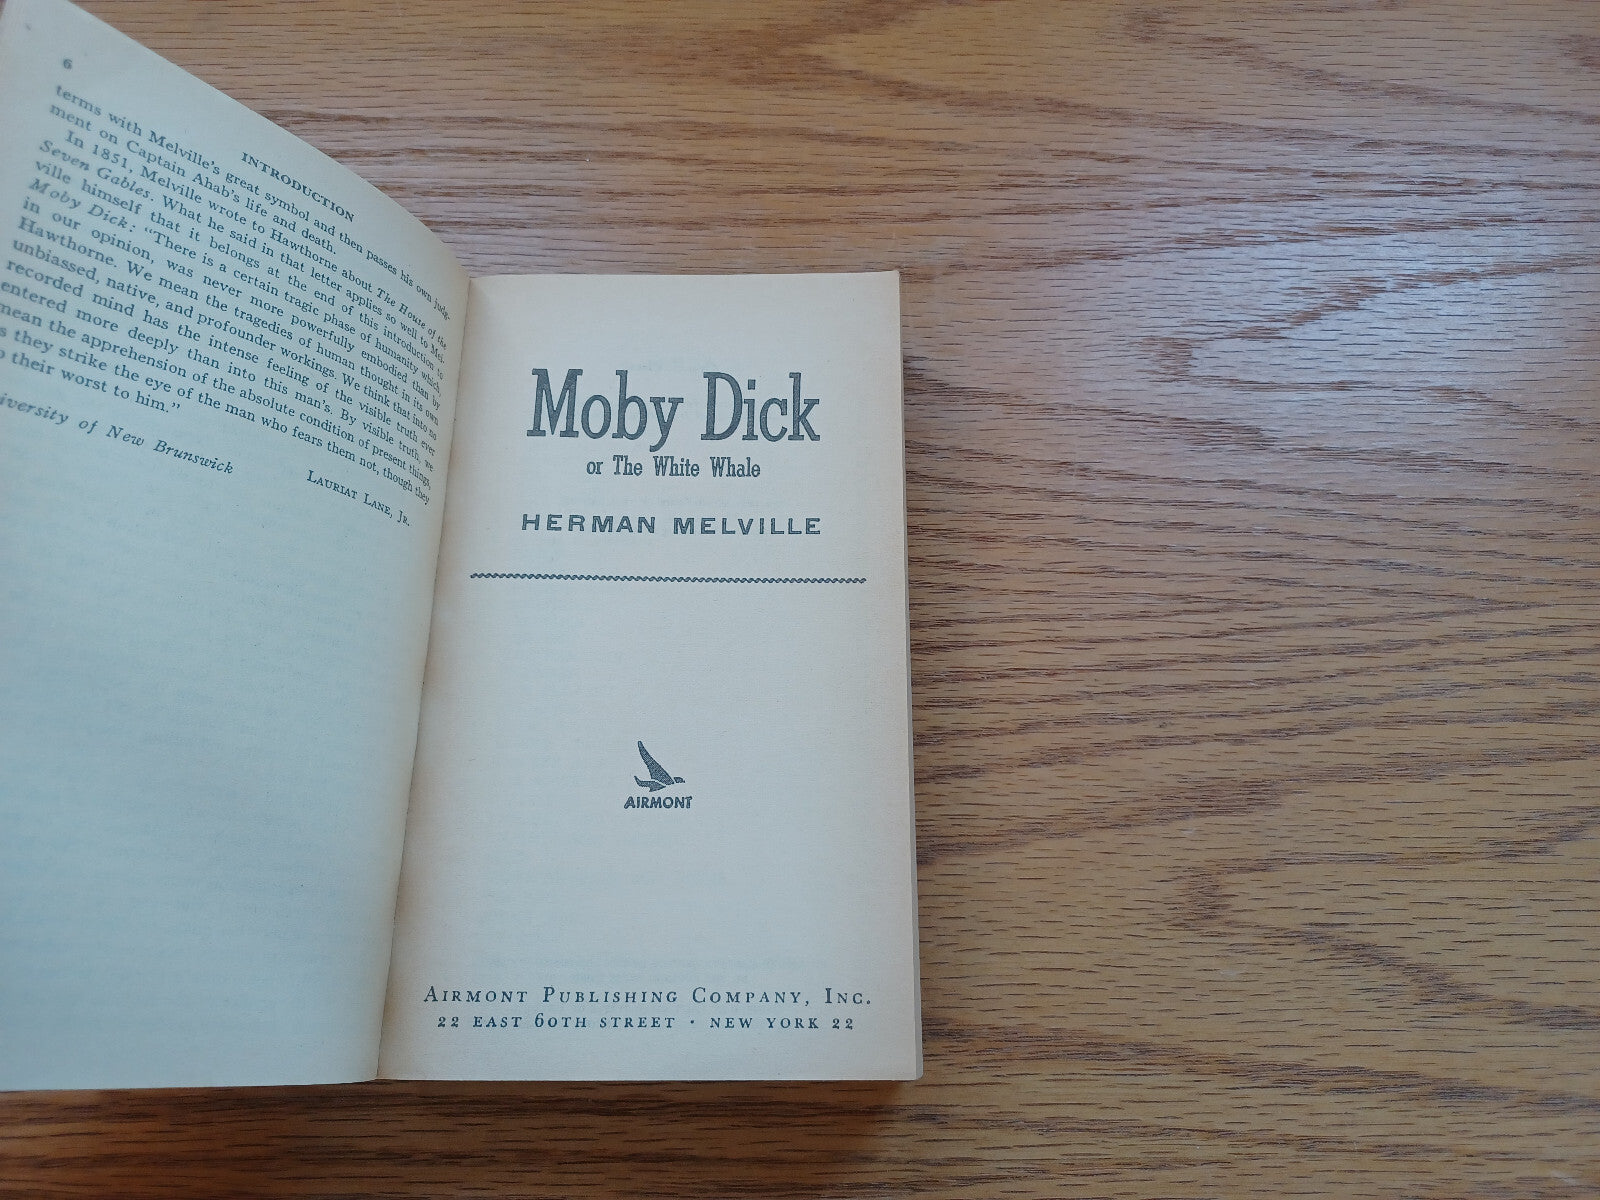 6
INTRODUCTION
terms with Melville's great symbol and then passes his own judg-
ment on Captain Ahab's life and death.
In 1851, Melville wrote to Hawthorne about The House of the
Seven Gables. What he said in that letter applies so well to Mel-
ville himself that it belongs at the end of this introduction to
Moby Dick: "There is a certain tragic phase of humanity which,
in our opinion, was never more powerfully embodied than by
Hawthorne. We mean the tragedies of human thought in its own
unbiassed, native, and profounder workings. We think that into no
recorded mind has the intense feeling of the visible truth ever
entered more deeply than into this man's. By visible truth, we
mean the apprehension of the absolute condition of present things,
s they strike the eye of the man who fears them not, though they
o their worst to him."
LAURIAT LANE, JR.
iversity of New Brunswick
Moby Dick
or The White Whale
HERMAN MELVILLE
AIRMONT
AIRMONT PUBLISHING COMPANY, INC.
22 EAST 60TH STREET · NEW YORK 22